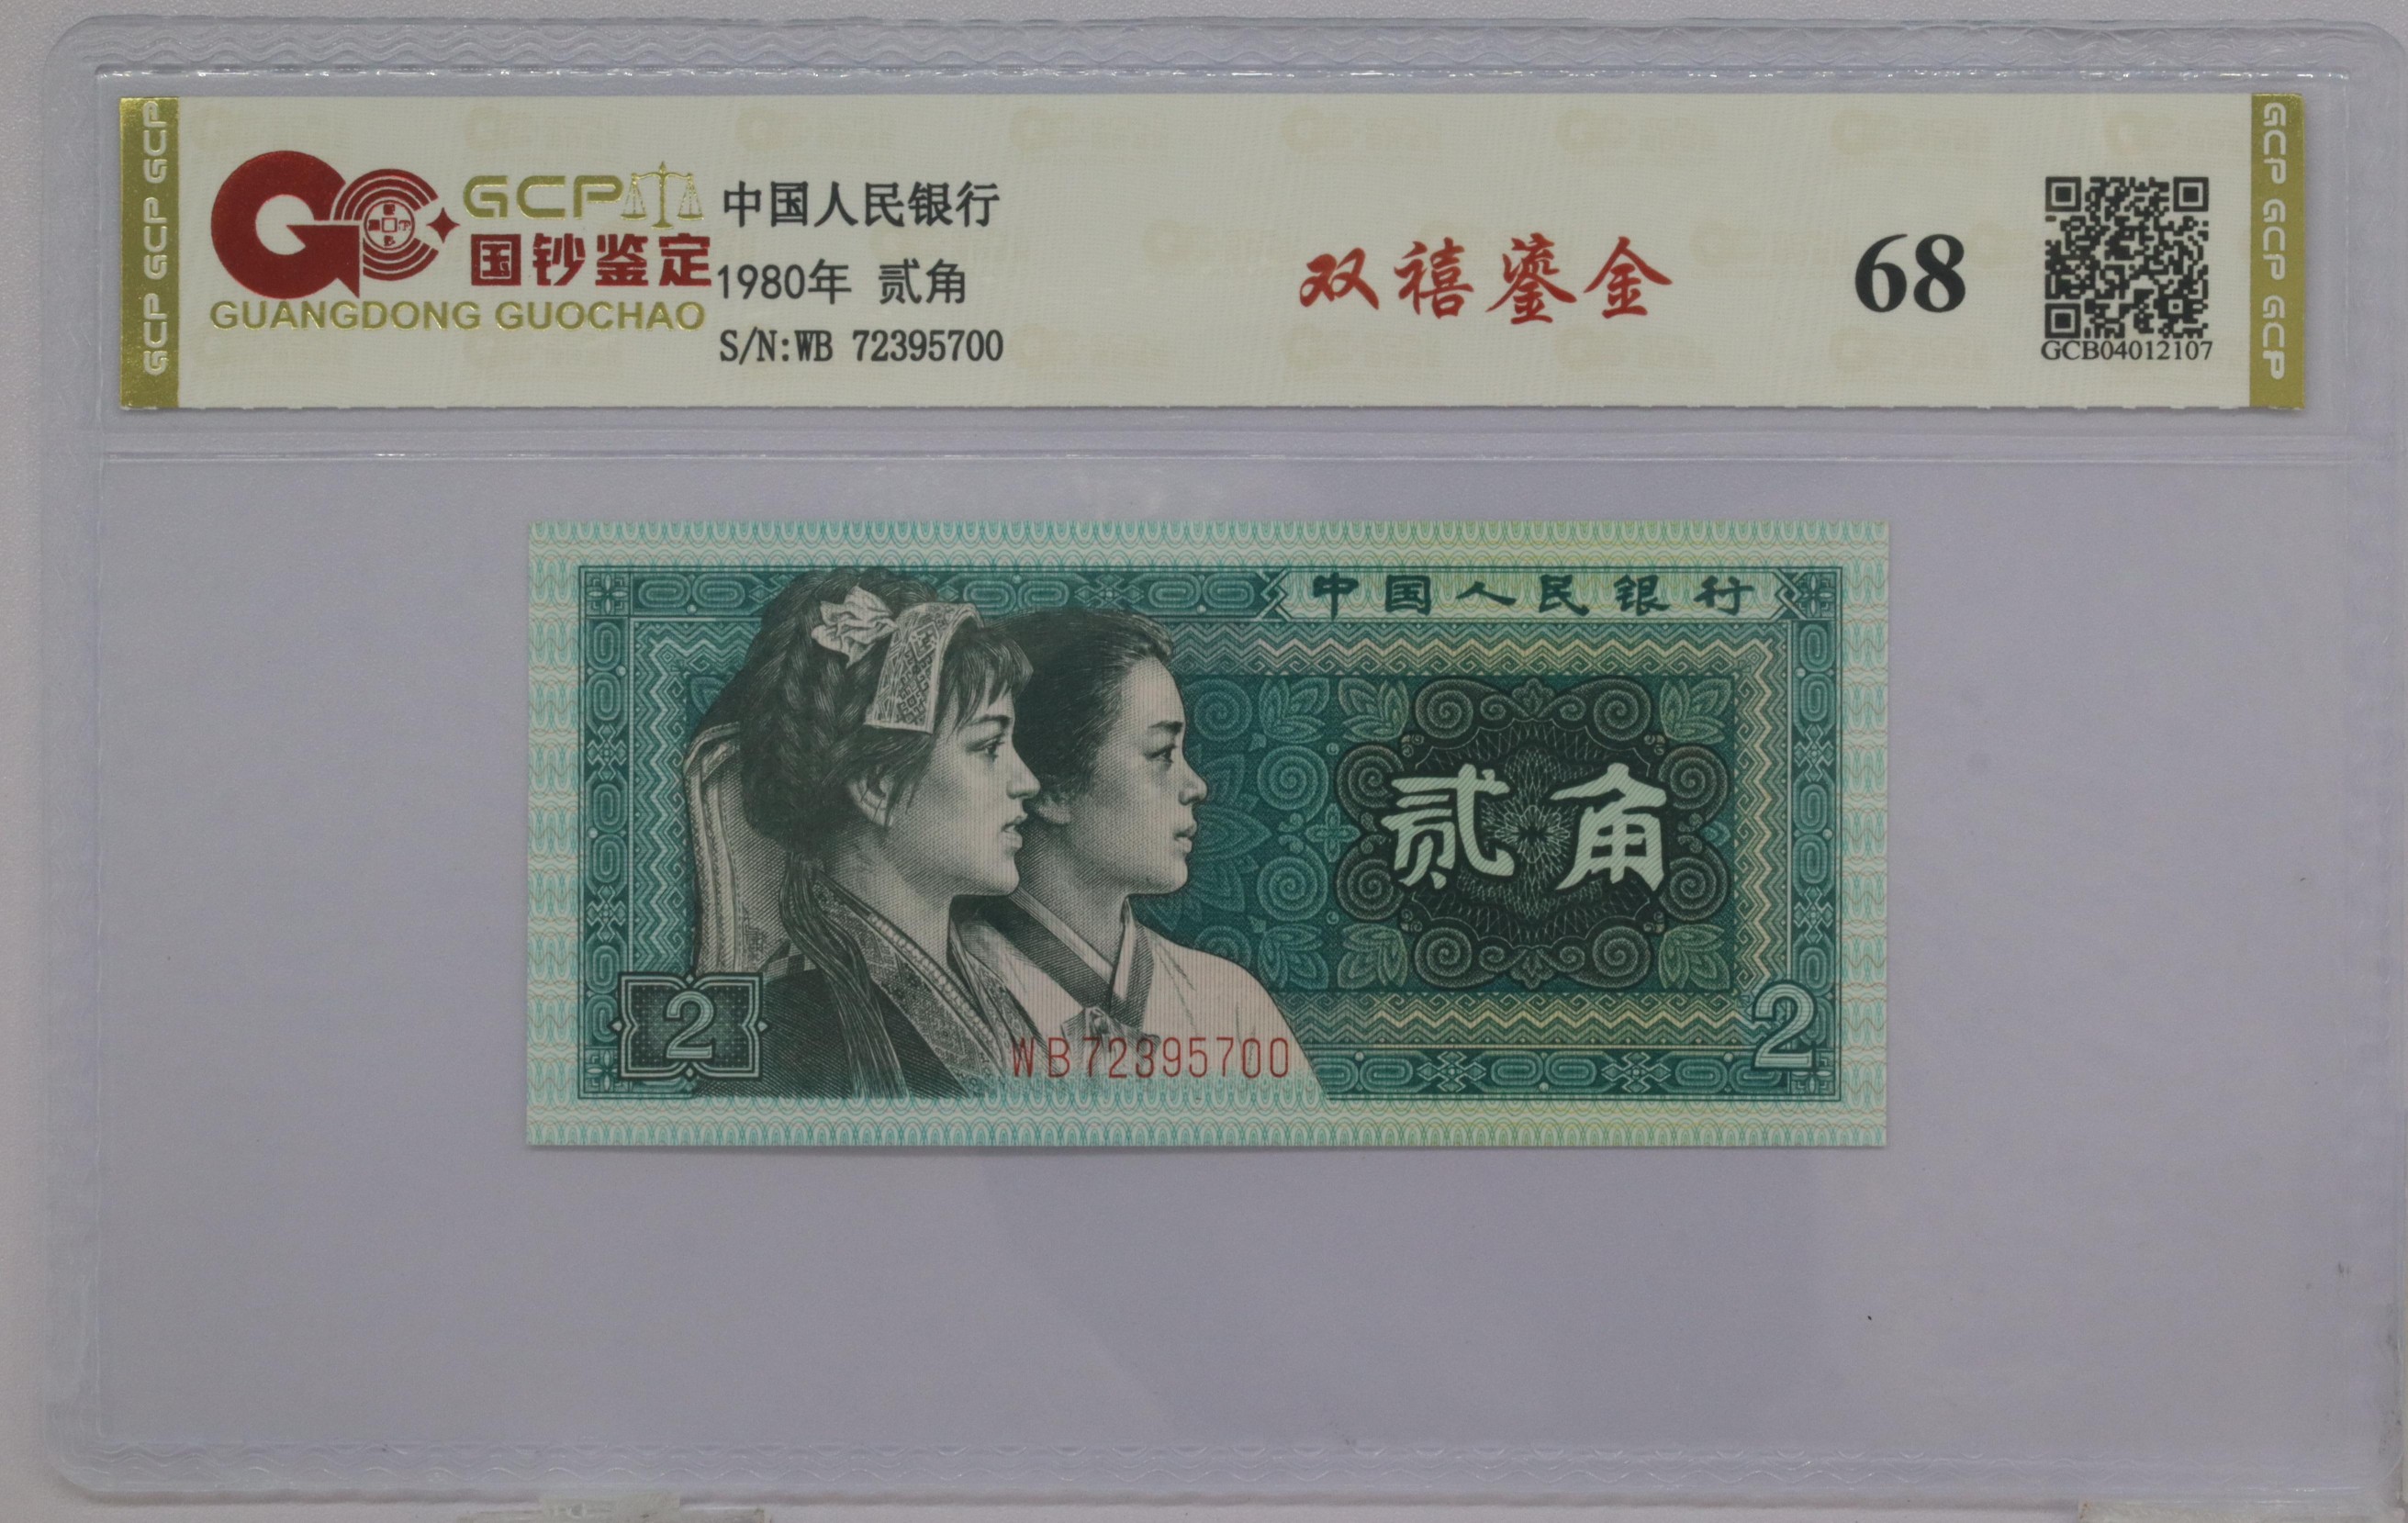 GCP GCP GCP
GCP
国钞鉴定
GUANGDONG GUOCHAO
中国人民银行
1980年 贰角
S/N:WB 72395700
双禧鎏金
68
GCB04012107
GCP GCP GCP
中国人民银行
贰角
2
2
WB72395700